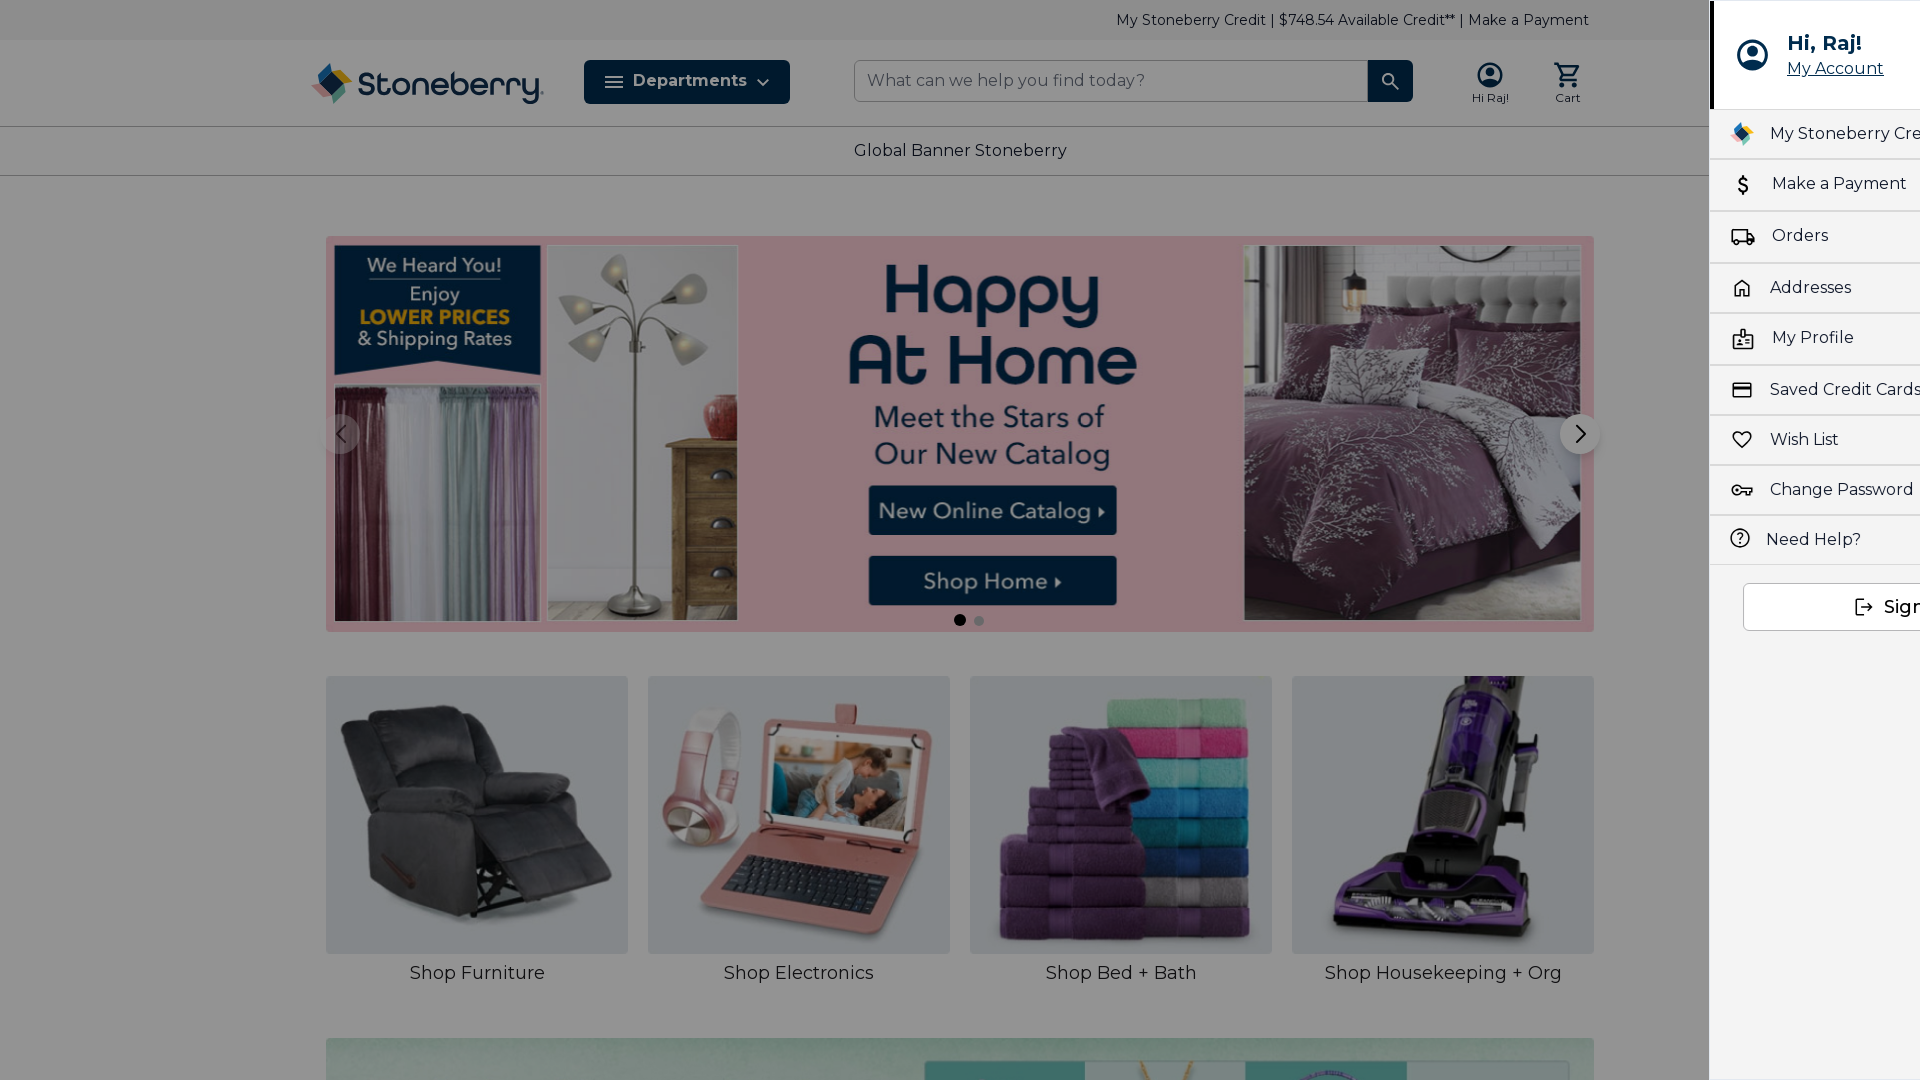 My Stoneberry Credit | $748.54 Available Credit** | Make a Payment
Stoneberry
Departments
What can we help you find today?
Hi Raj!
Cart
Global Banner Stoneberry
We Heard You!
Enjoy
LOWER PRICES
& Shipping Rates
Happy
At Home
Meet the Stars of
Our New Catalog
New Online Catalog
Shop Home
Shop Furniture
Shop Electronics
Shop Bed + Bath
Shop Housekeeping + Org
Hi, Raj!
My Account
My Stoneberry Cre
Make a Payment
Orders
Addresses
My Profile
Saved Credit Cards
Wish List
Change Password
Need Help?
Sign